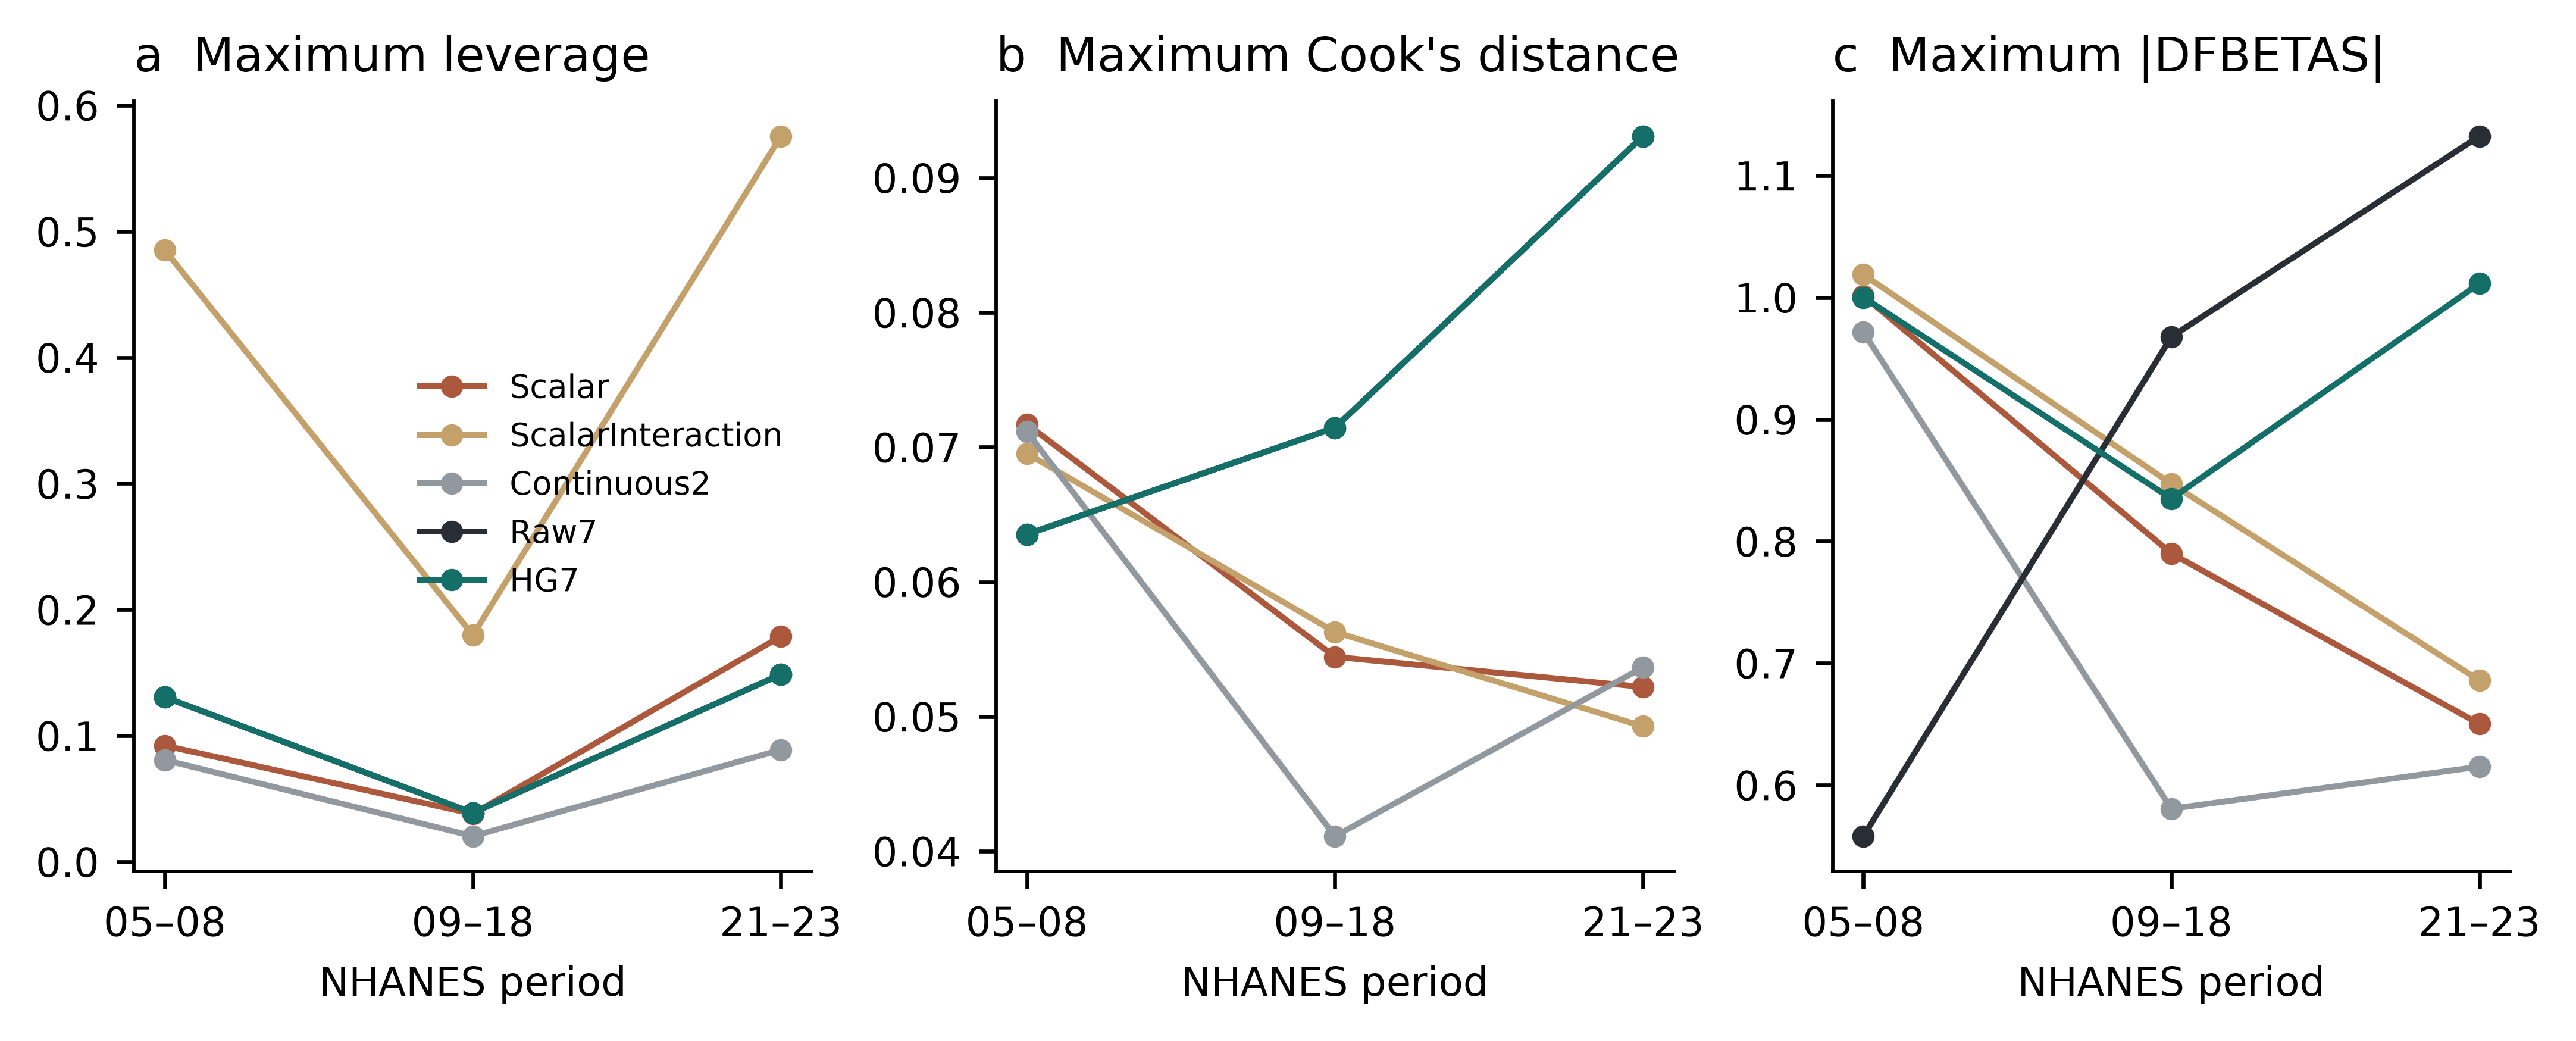 a  Maximum leverage
0.6
0.5
0.4
0.3
0.2
0.1
0.0
Scalar
ScalarInteraction
Continuous2
Raw7
HG7
05–08
09–18
21–23
NHANES period
b  Maximum Cook's distance
0.09
0.08
0.07
0.06
0.05
0.04
05–08
09–18
21–23
NHANES period
c  Maximum |DFBETAS|
1.1
1.0
0.9
0.8
0.7
0.6
05–08
09–18
21–23
NHANES period